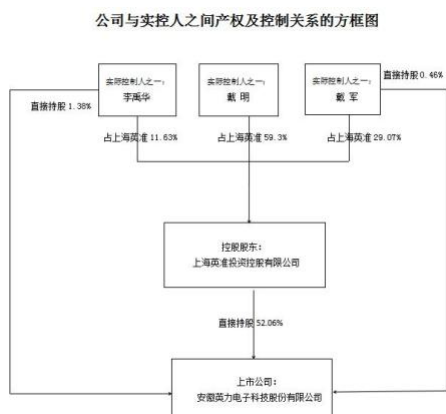 公司与实控人之间产权及控制关系的方框图
实际控制人之一：
李禹华
实际控制人之一：
戴 明
实际控制人之一：
戴 军
直接持股 1.38%
直接持股 0.46%
占上海英准 11.63%
占上海英准 59.3%
占上海英准 29.07%
控股股东：
上海英准投资控股有限公司
直接持股 52.06%
上市公司：
安徽英力电子科技股份有限公司